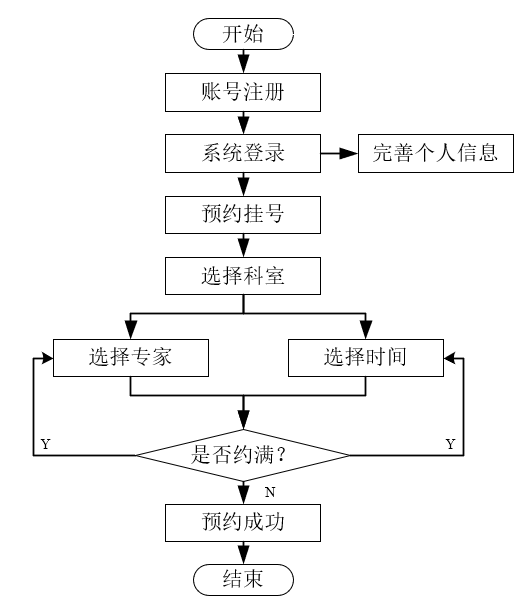 开始
账号注册
系统登录
完善个人信息
预约挂号
选择科室
选择专家
选择时间
是否约满？
Y
Y
N
预约成功
结束